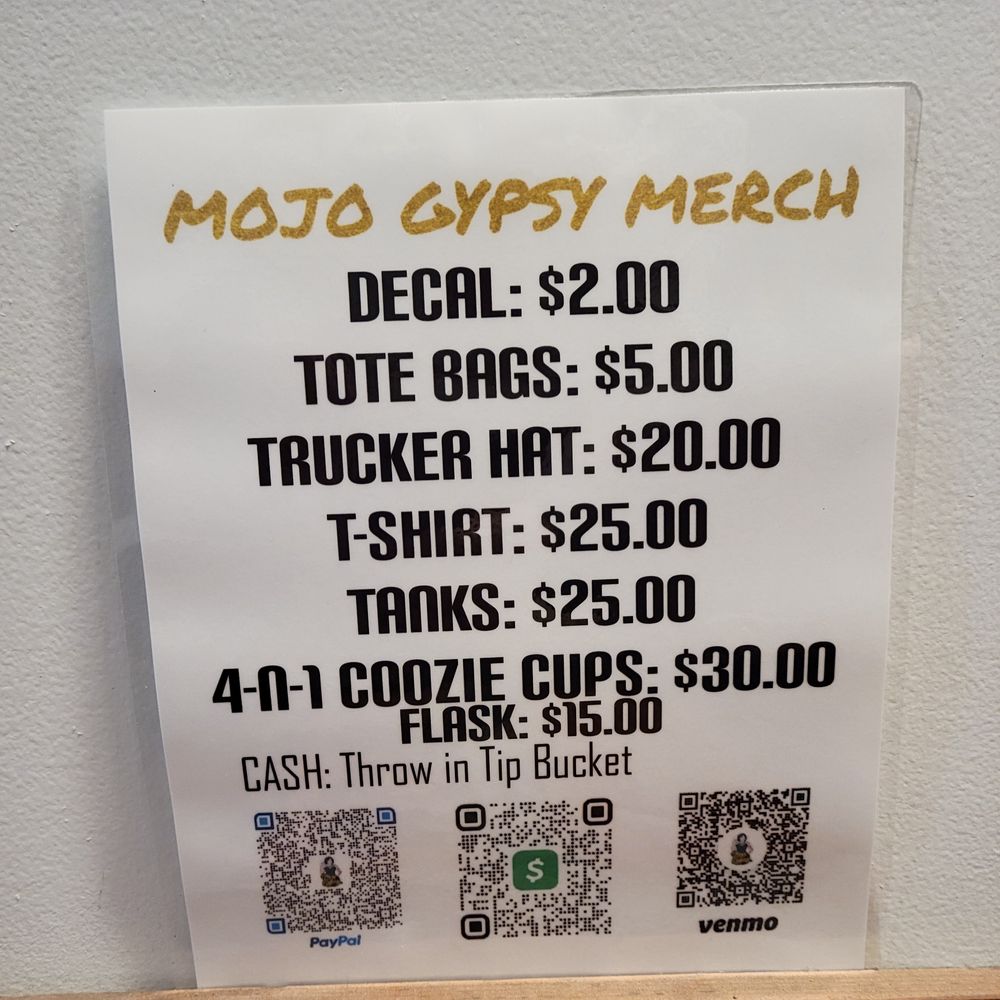 MOJO GYPSY MERCH
DECAL: $2.00
TOTE BAGS: $5.00
TRUCKER HAT: $20.00
T-SHIRT: $25.00
TANKS: $25.00
4-N-1 COOZIE CUPS: $30.00
FLASK: $15.00
CASH: Throw in Tip Bucket
$
PayPal
venmo